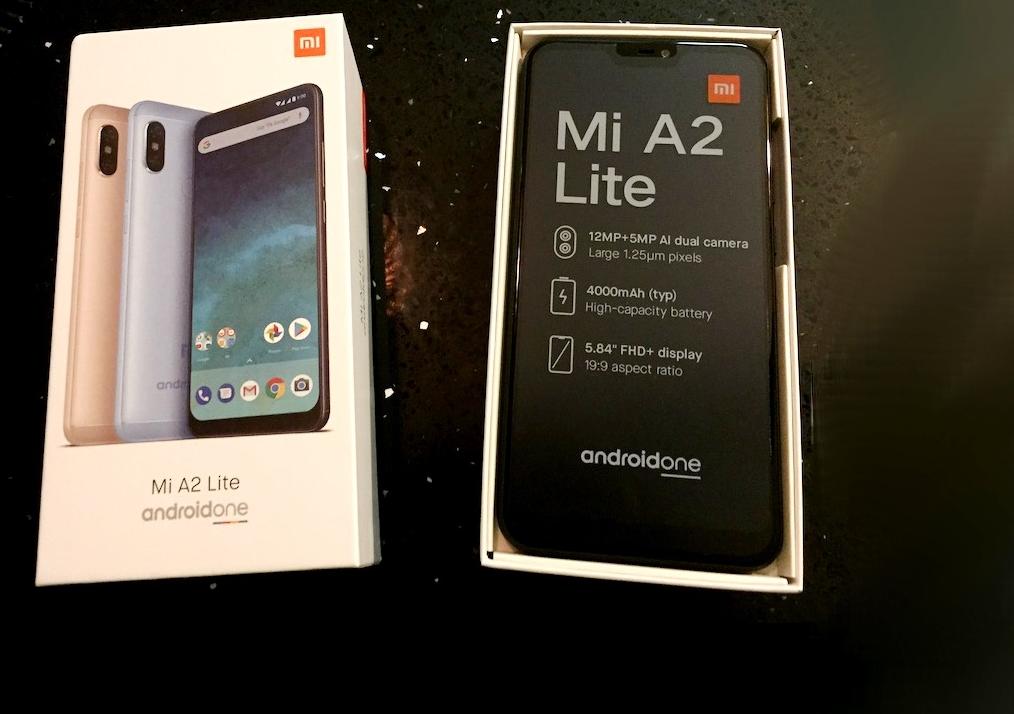 mi
Mi A2 Lite
androidone
mi
Mi A2
Lite
12MP+5MP AI dual camera
Large 1.25μm pixels
4000mAh (typ)
High-capacity battery
5.84" FHD+ display
19:9 aspect ratio
androidone